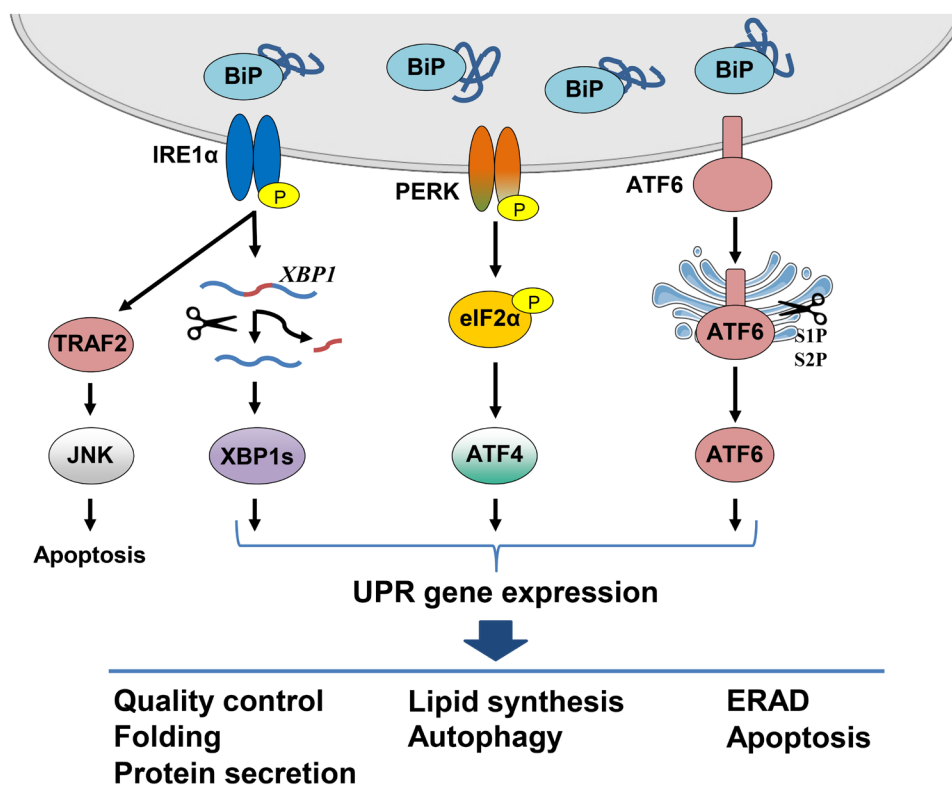 BiP
BiP
BiP
BiP
IRE1α
P
PERK
P
ATF6
XBP1
TRAF2
eIF2α
P
ATF6
S1P
S2P
JNK
XBP1s
ATF4
ATF6
Apoptosis
UPR gene expression
Quality control
Folding
Protein secretion
Lipid synthesis
Autophagy
ERAD
Apoptosis